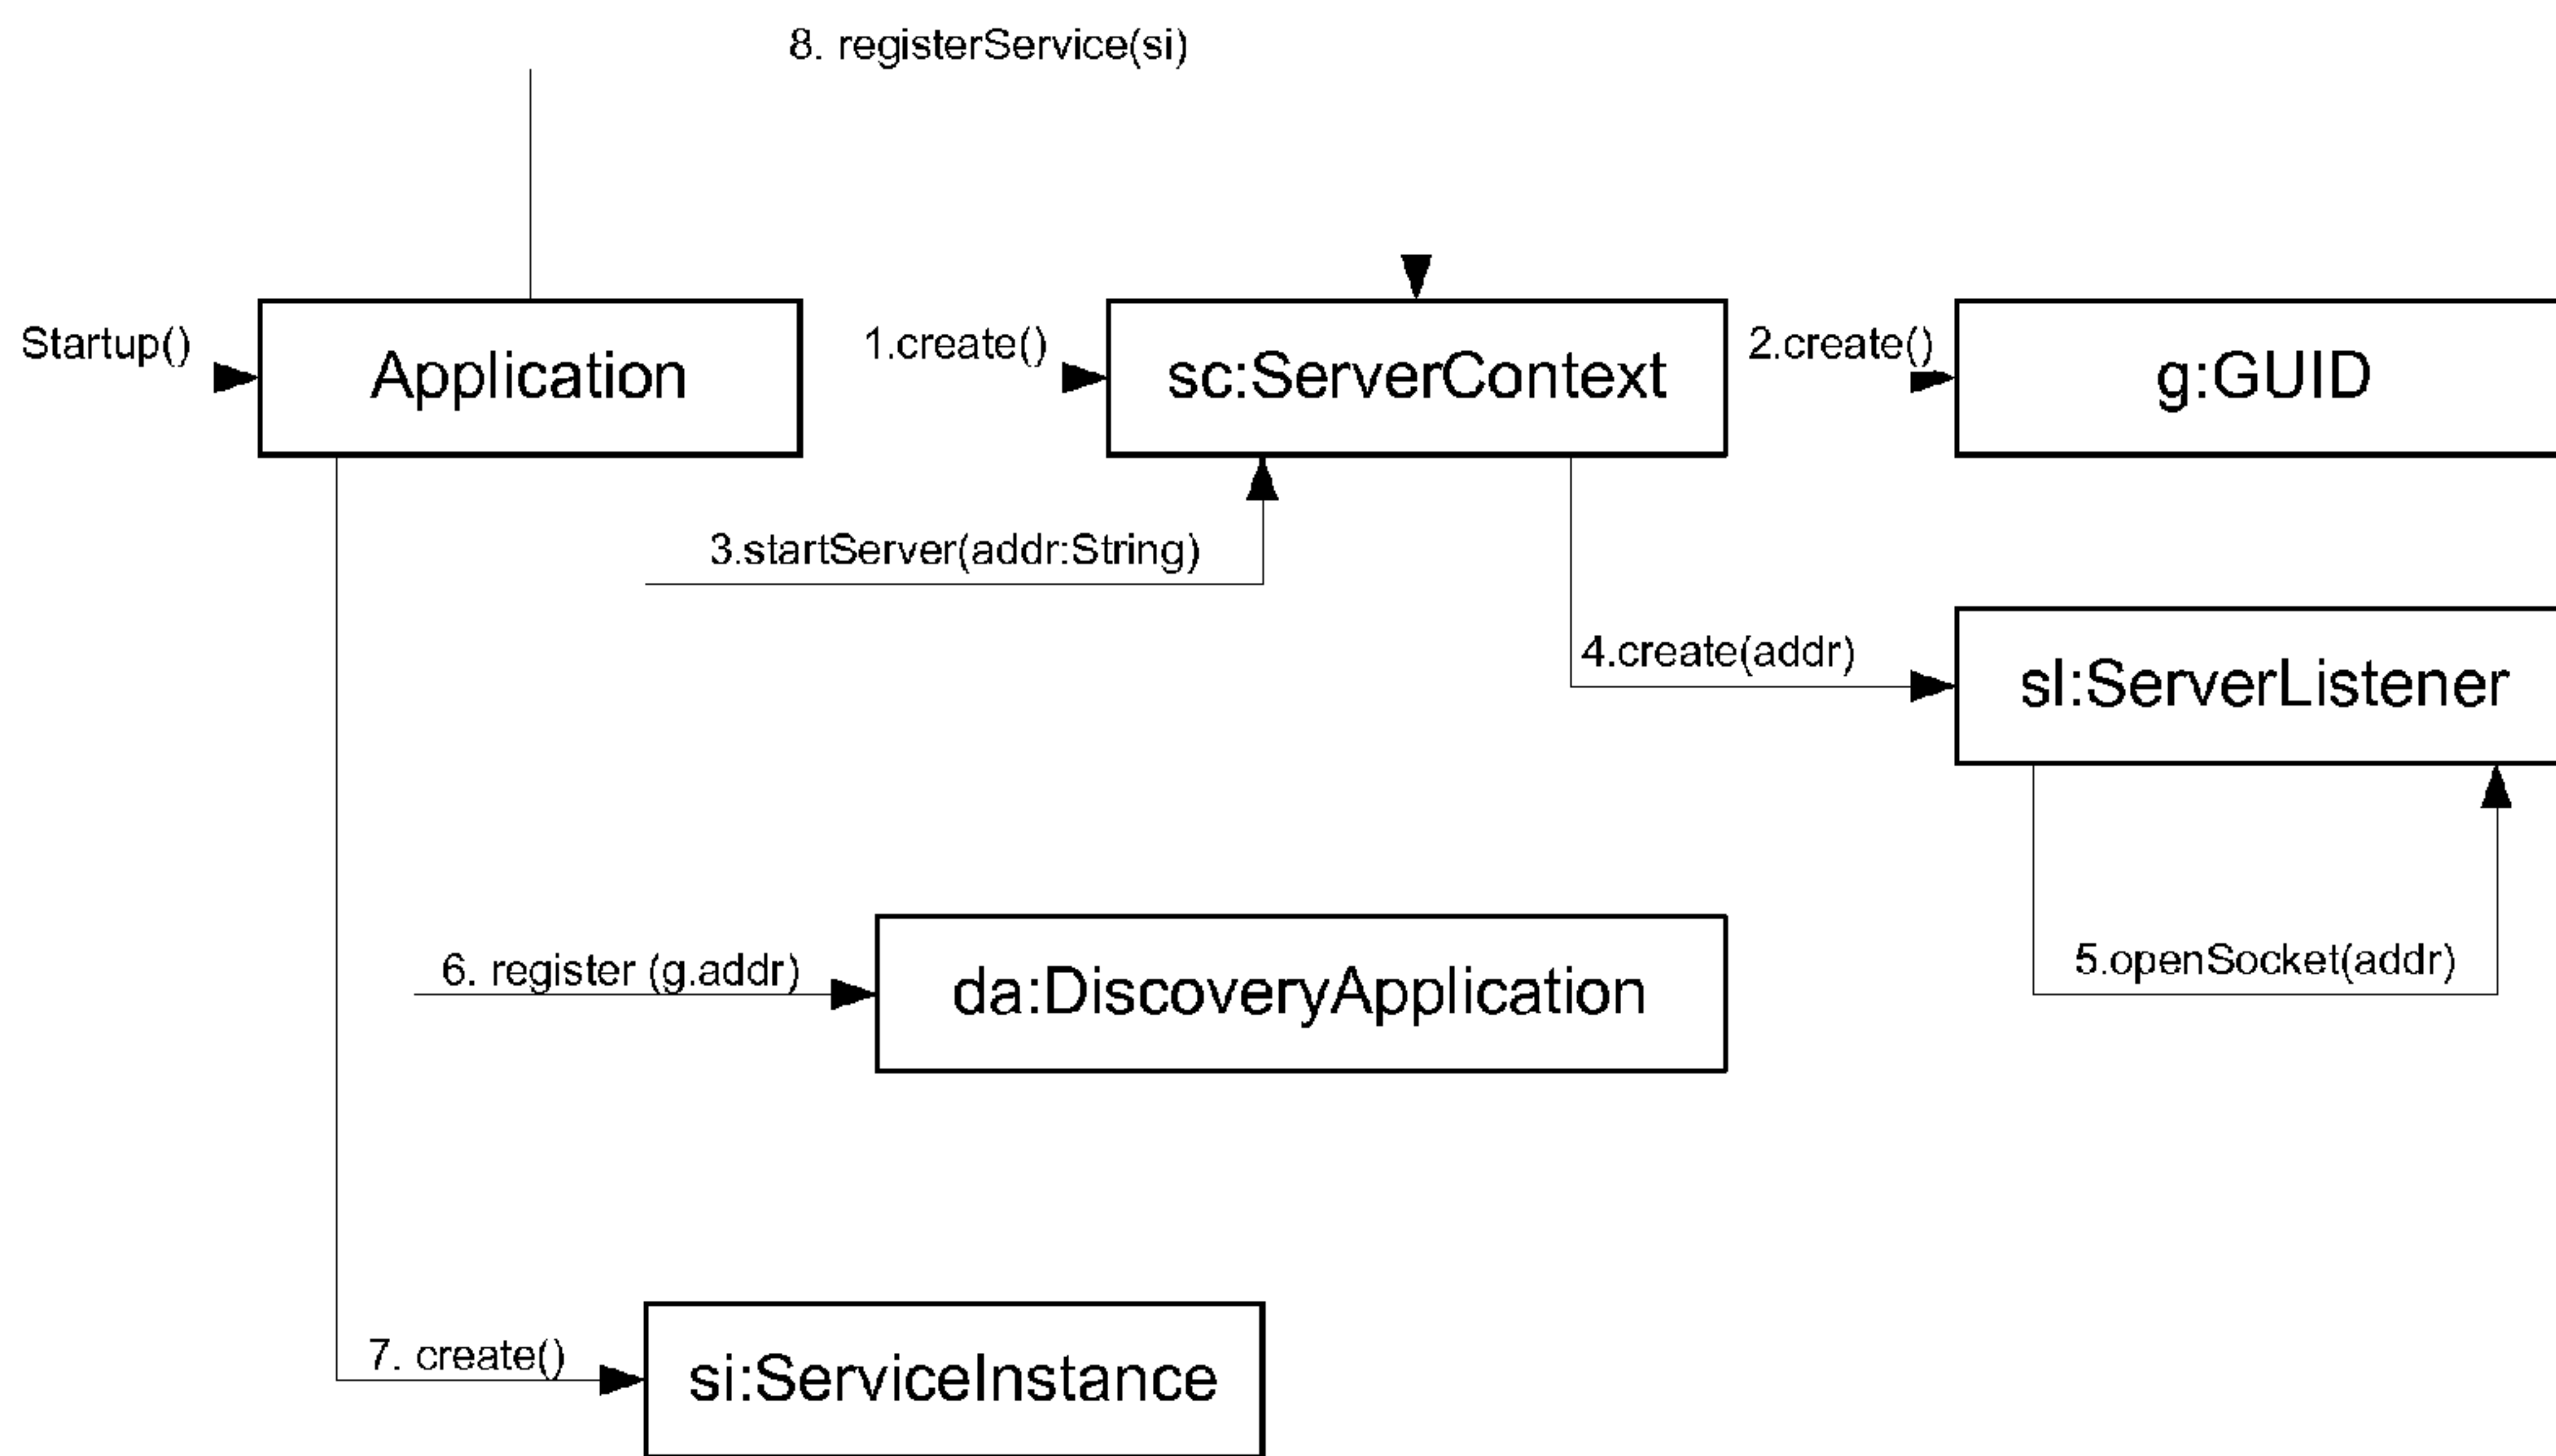 8. registerService(si)
Startup()
Application
1.create()
sc:ServerContext
2.create()
g:GUID
3.startServer(addr:String)
4.create(addr)
sl:ServerListener
5.openSocket(addr)
6. register (g.addr)
da:DiscoveryApplication
7. create()
si:ServiceInstance